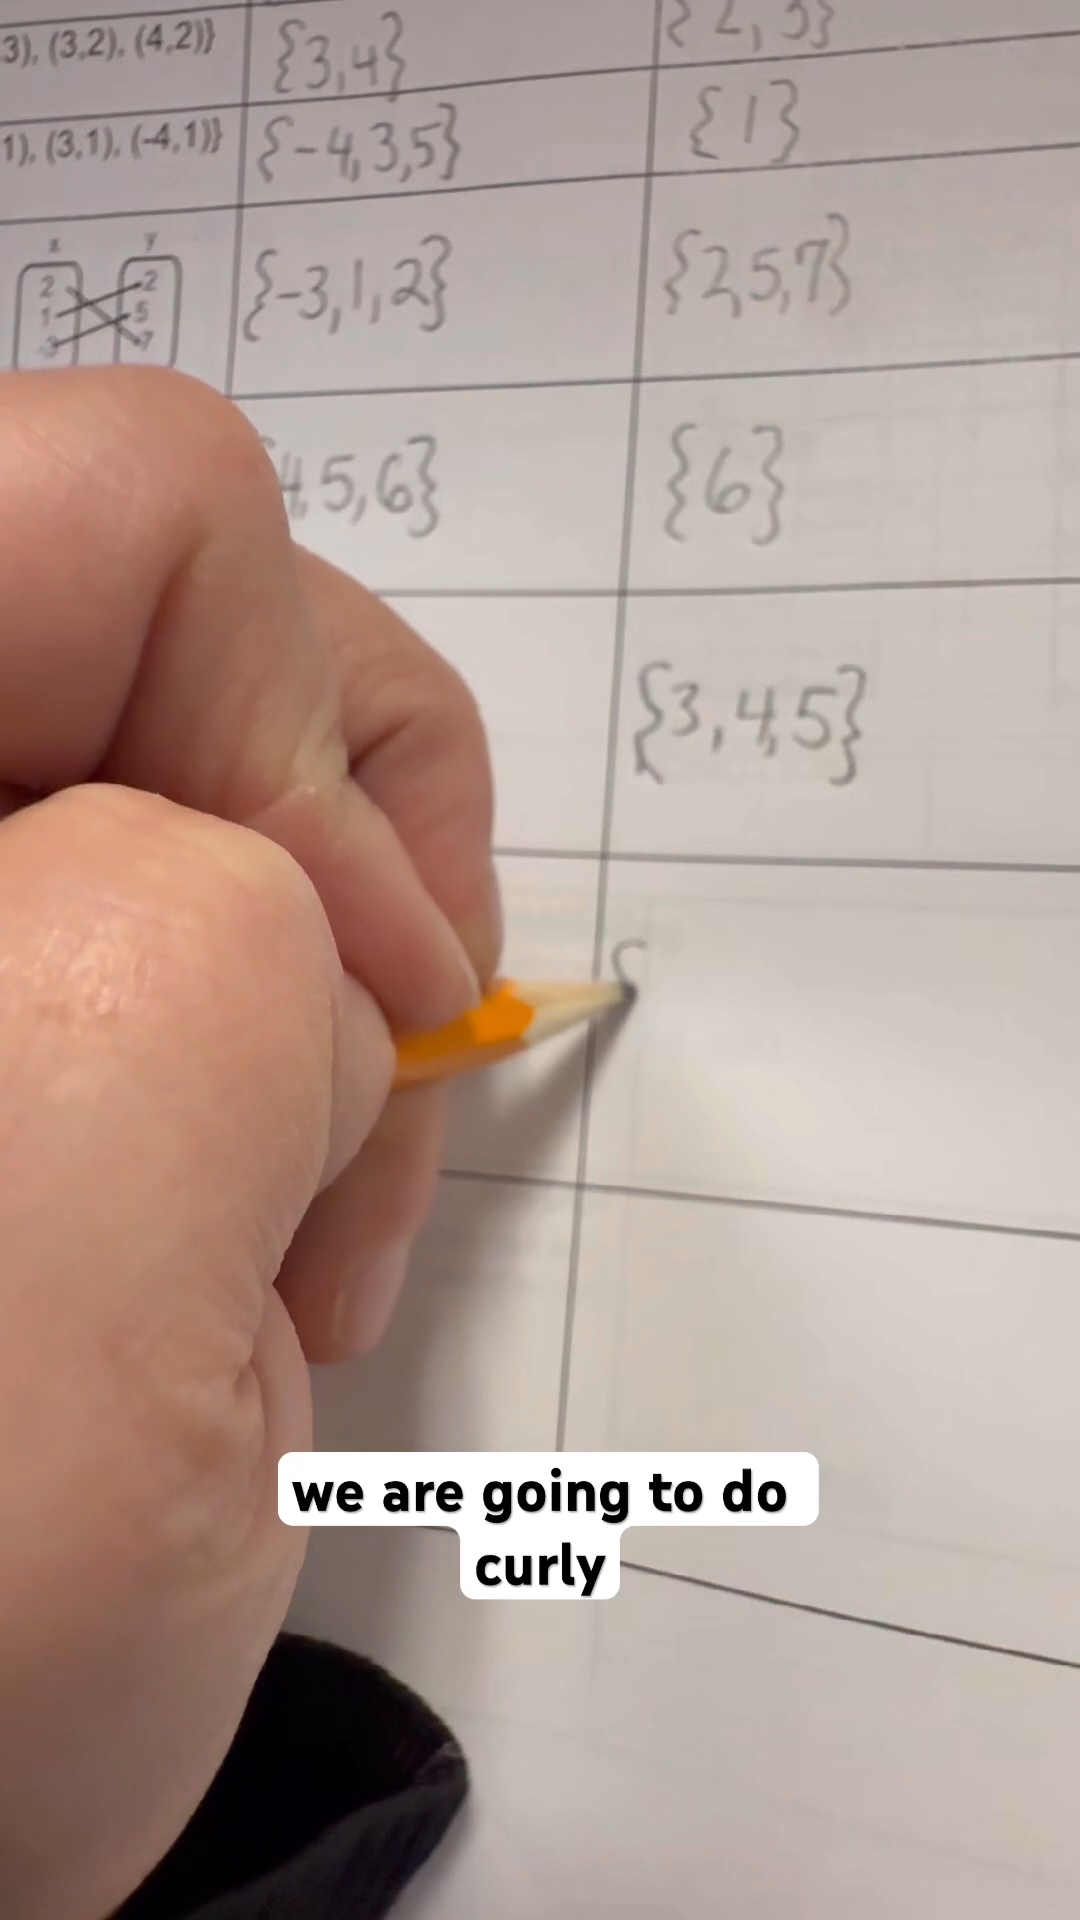 3), (3,2), (4,2)} {3,4} {2,3}
1), (3,1), (-4,1)} {-4,3,5} {1}
x y
2 2
1 5
-3 7
{-3,1,2} {2,5,7}
4,5,6} {6}
{3,4,5}
we are going to do
curly